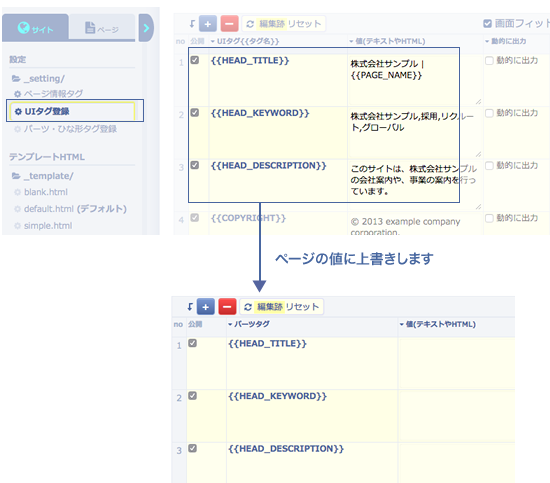 サイト
ページ
設定
_setting/
ページ情報タグ
UIタグ登録
パーツ・ひな形タグ登録
テンプレートHTML
_template/
blank.html
default.html (デフォルト)
simple.html
編集跡 リセット
画面フィット
no 公開 UIタグ{{タグ名}} 値(テキストやHTML) 動的に出力
1 {{HEAD_TITLE}} 株式会社サンプル | 動的に出力
{{PAGE_NAME}}
2 {{HEAD_KEYWORD}} 株式会社サンプル,採用,リクルー 動的に出力
ト,グローバル
3 {{HEAD_DESCRIPTION}} このサイトは、株式会社サンプル 動的に出力
の会社案内や、事業の案内を行っ
ています。
4 {{COPYRIGHT}} © 2013 example company 動的に出力
corporation.
ページの値に上書きします
編集跡 リセット
no 公開 パーツタグ 値(テキストやHTML)
1 {{HEAD_TITLE}}
2 {{HEAD_KEYWORD}}
3 {{HEAD_DESCRIPTION}}